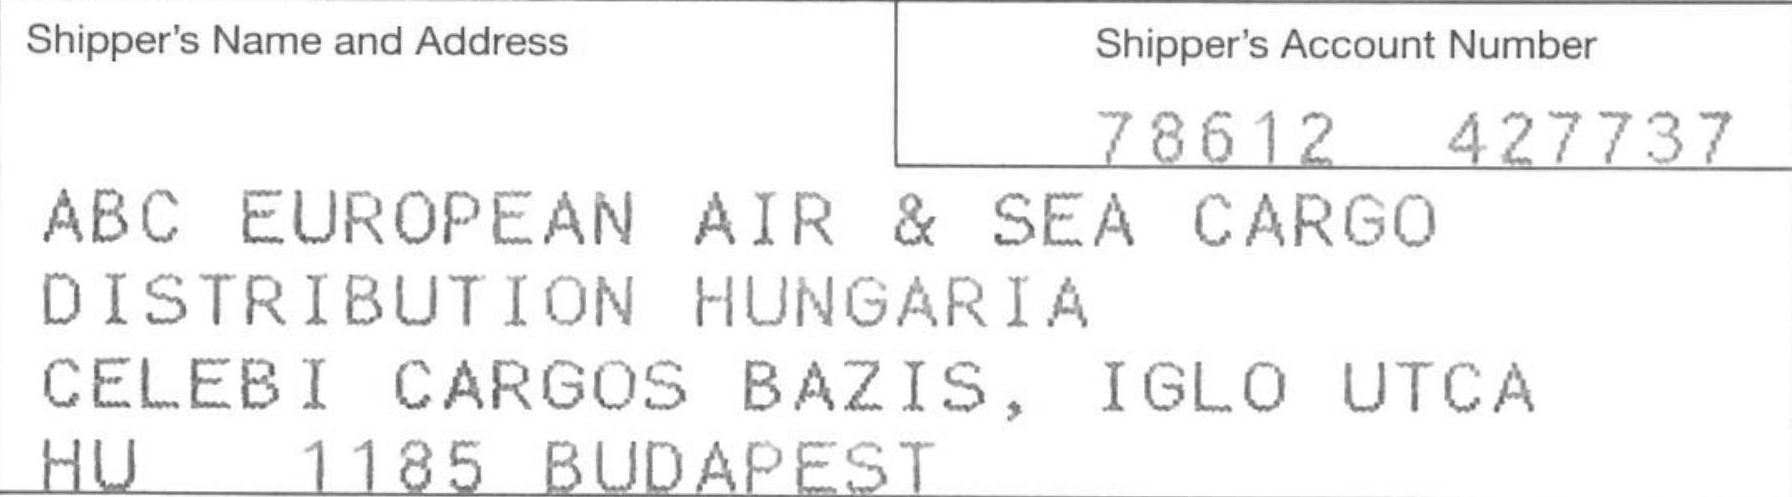 Shipper's Name and Address
Shipper's Account Number
78612 427737
ABC EUROPEAN AIR & SEA CARGO
DISTRIBUTION HUNGARIA
CELEBI CARGOS BAZIS, IGLO UTCA
HU 1185 BUDAPEST